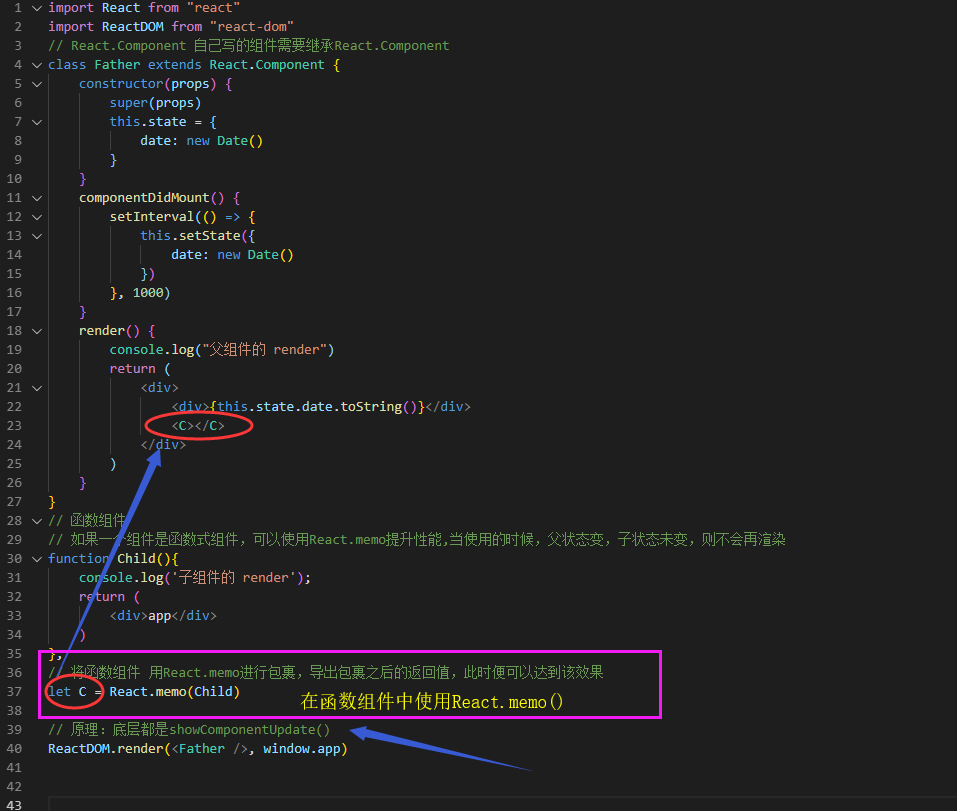 1 import React from "react"
2 import ReactDOM from "react-dom"
3 // React.Component 自己写的组件需要继承React.Component
4 class Father extends React.Component {
5 constructor(props) {
6 super(props)
7 this.state = {
8 date: new Date()
9 }
10 }
11 componentDidMount() {
12 setInterval(() => {
13 this.setState({
14 date: new Date()
15 })
16 }, 1000)
17 }
18 render() {
19 console.log("父组件的 render")
20 return (
21 <div>
22 <div>{this.state.date.toString()}</div>
23 <C></C>
24 </div>
25 )
26 }
27 }
28 // 函数组件
29 // 如果一个组件是函数式组件，可以使用React.memo提升性能,当使用的时候，父状态变，子状态未变，则不会再渲染
30 function Child(){
31 console.log('子组件的 render');
32 return (
33 <div>app</div>
34 )
35 };
36 // 将函数组件 用React.memo进行包裹，导出包裹之后的返回值，此时便可以达到该效果
37 let C = React.memo(Child)
在函数组件中使用React.memo()
38
39 // 原理：底层都是showComponentUpdate()
40 ReactDOM.render(<Father />, window.app)
41
42
43